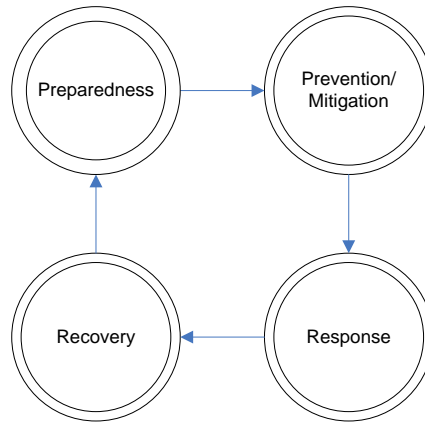 Preparedness
Prevention/
Mitigation
Recovery
Response